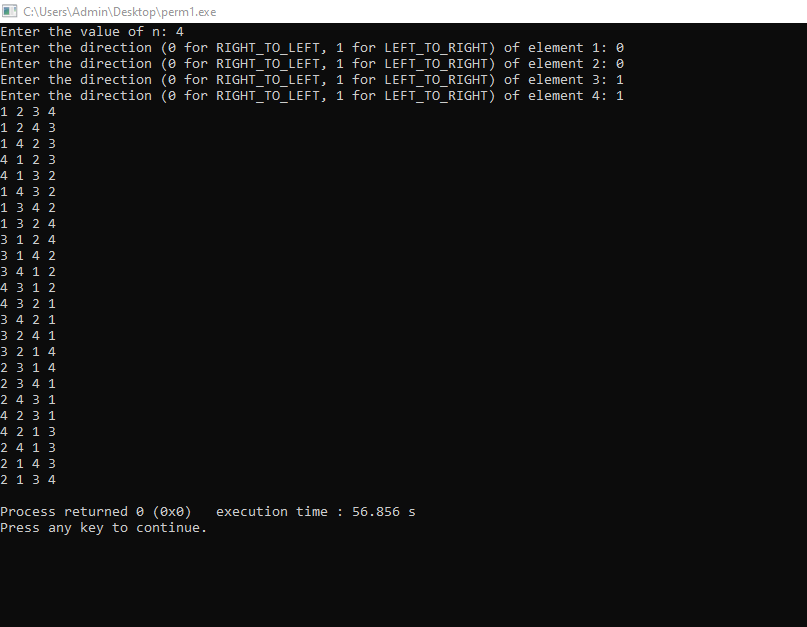 C:\Users\Admin\Desktop\perm1.exe
Enter the value of n: 4
Enter the direction (0 for RIGHT_TO_LEFT, 1 for LEFT_TO_RIGHT) of element 1: 0
Enter the direction (0 for RIGHT_TO_LEFT, 1 for LEFT_TO_RIGHT) of element 2: 0
Enter the direction (0 for RIGHT_TO_LEFT, 1 for LEFT_TO_RIGHT) of element 3: 1
Enter the direction (0 for RIGHT_TO_LEFT, 1 for LEFT_TO_RIGHT) of element 4: 1
1 2 3 4
1 2 4 3
1 4 2 3
4 1 2 3
4 1 3 2
1 4 3 2
1 3 4 2
1 3 2 4
3 1 2 4
3 1 4 2
3 4 1 2
4 3 1 2
4 3 2 1
3 4 2 1
3 2 4 1
3 2 1 4
2 3 1 4
2 3 4 1
2 4 3 1
4 2 3 1
4 2 1 3
2 4 1 3
2 1 4 3
2 1 3 4
Process returned 0 (0x0)   execution time : 56.856 s
Press any key to continue.